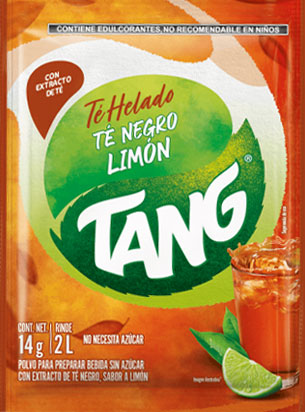 CONTIENE EDULCORANTES, NO RECOMENDABLE EN NIÑOS
CON
EXTRACTO
DE TÉ
Té Helado
TÉ NEGRO
LIMÓN
TANG®
CONT. NET
14 g
RINDE
2 L
NO NECESITA AZÚCAR
POLVO PARA PREPARAR BEBIDA SIN AZÚCAR
CON EXTRACTO DE TÉ NEGRO, SABOR A LIMÓN